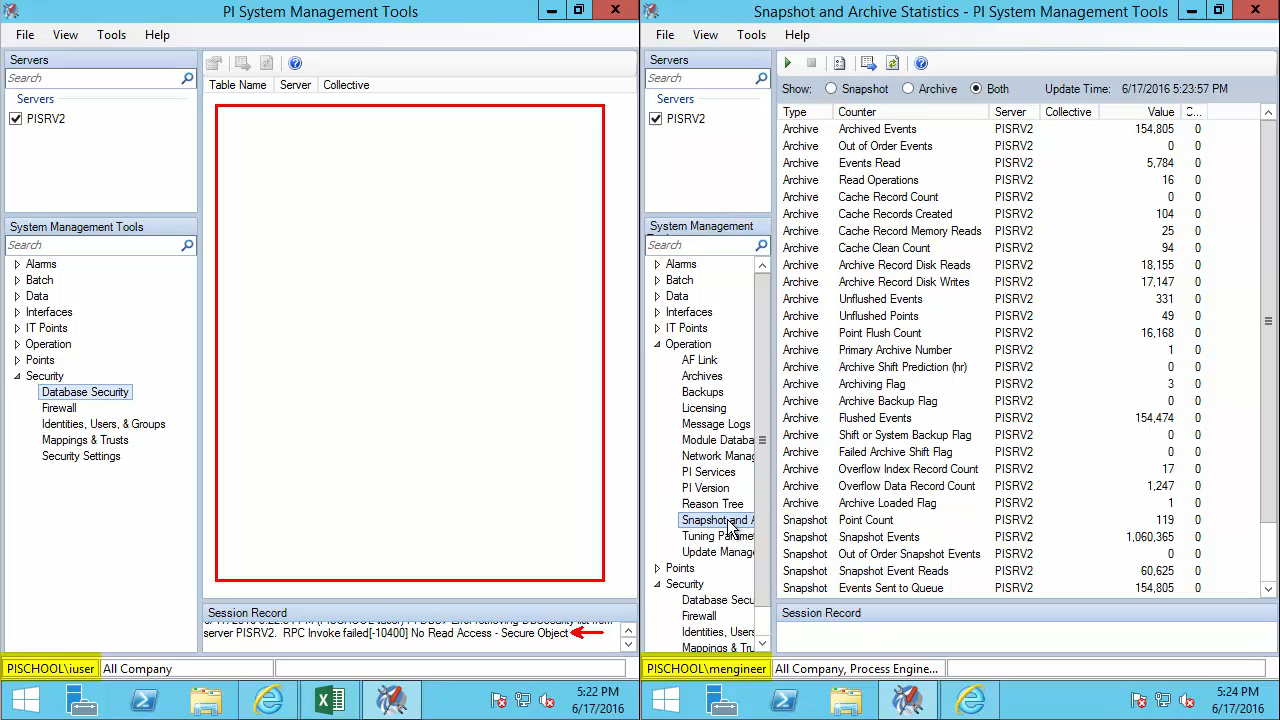 PI System Management Tools
File View Tools Help
Servers
Search
Servers
PISRV2
System Management Tools
Search
Alarms
Batch
Data
Interfaces
IT Points
Operation
Points
Security
Database Security
Firewall
Identities, Users, & Groups
Mappings & Trusts
Security Settings
Table Name Server Collective
Session Record
server PISRV2. RPC Invoke failed[-10400] No Read Access - Secure Object
PISCHOOL\iuser All Company
5:22 PM
6/17/2016
Snapshot and Archive Statistics - PI System Management Tools
File View Tools Help
Servers
Search
Servers
PISRV2
System Management
Search
Alarms
Batch
Data
Interfaces
IT Points
Operation
AF Link
Archives
Backups
Licensing
Message Logs
Module Databa
Network Manag
PI Services
PI Version
Reason Tree
Snapshot and A
Tuning Paramet
Update Manag
Points
Security
Database Secu
Firewall
Identities, Users
Mappings & Tru
Show: Snapshot Archive Both Update Time: 6/17/2016 5:23:57 PM
Type Counter Server Collective Value S...
Archive Archived Events PISRV2 154,805 0
Archive Out of Order Events PISRV2 0 0
Archive Events Read PISRV2 5,784 0
Archive Read Operations PISRV2 16 0
Archive Cache Record Count PISRV2 0 0
Archive Cache Records Created PISRV2 104 0
Archive Cache Record Memory Reads PISRV2 25 0
Archive Cache Clean Count PISRV2 94 0
Archive Archive Record Disk Reads PISRV2 18,155 0
Archive Archive Record Disk Writes PISRV2 17,147 0
Archive Unflushed Events PISRV2 331 0
Archive Unflushed Points PISRV2 49 0
Archive Point Flush Count PISRV2 16,168 0
Archive Primary Archive Number PISRV2 1 0
Archive Archive Shift Prediction (hr) PISRV2 0 0
Archive Archiving Flag PISRV2 3 0
Archive Archive Backup Flag PISRV2 0 0
Archive Flushed Events PISRV2 154,474 0
Archive Shift or System Backup Flag PISRV2 0 0
Archive Failed Archive Shift Flag PISRV2 0 0
Archive Overflow Index Record Count PISRV2 17 0
Archive Overflow Data Record Count PISRV2 1,247 0
Archive Archive Loaded Flag PISRV2 1 0
Snapshot Point Count PISRV2 119 0
Snapshot Snapshot Events PISRV2 1,060,365 0
Snapshot Out of Order Snapshot Events PISRV2 0 0
Snapshot Snapshot Event Reads PISRV2 60,625 0
Snapshot Events Sent to Queue PISRV2 154,805 0
Session Record
PISCHOOL\mengineer All Company, Process Engine...
5:24 PM
6/17/2016